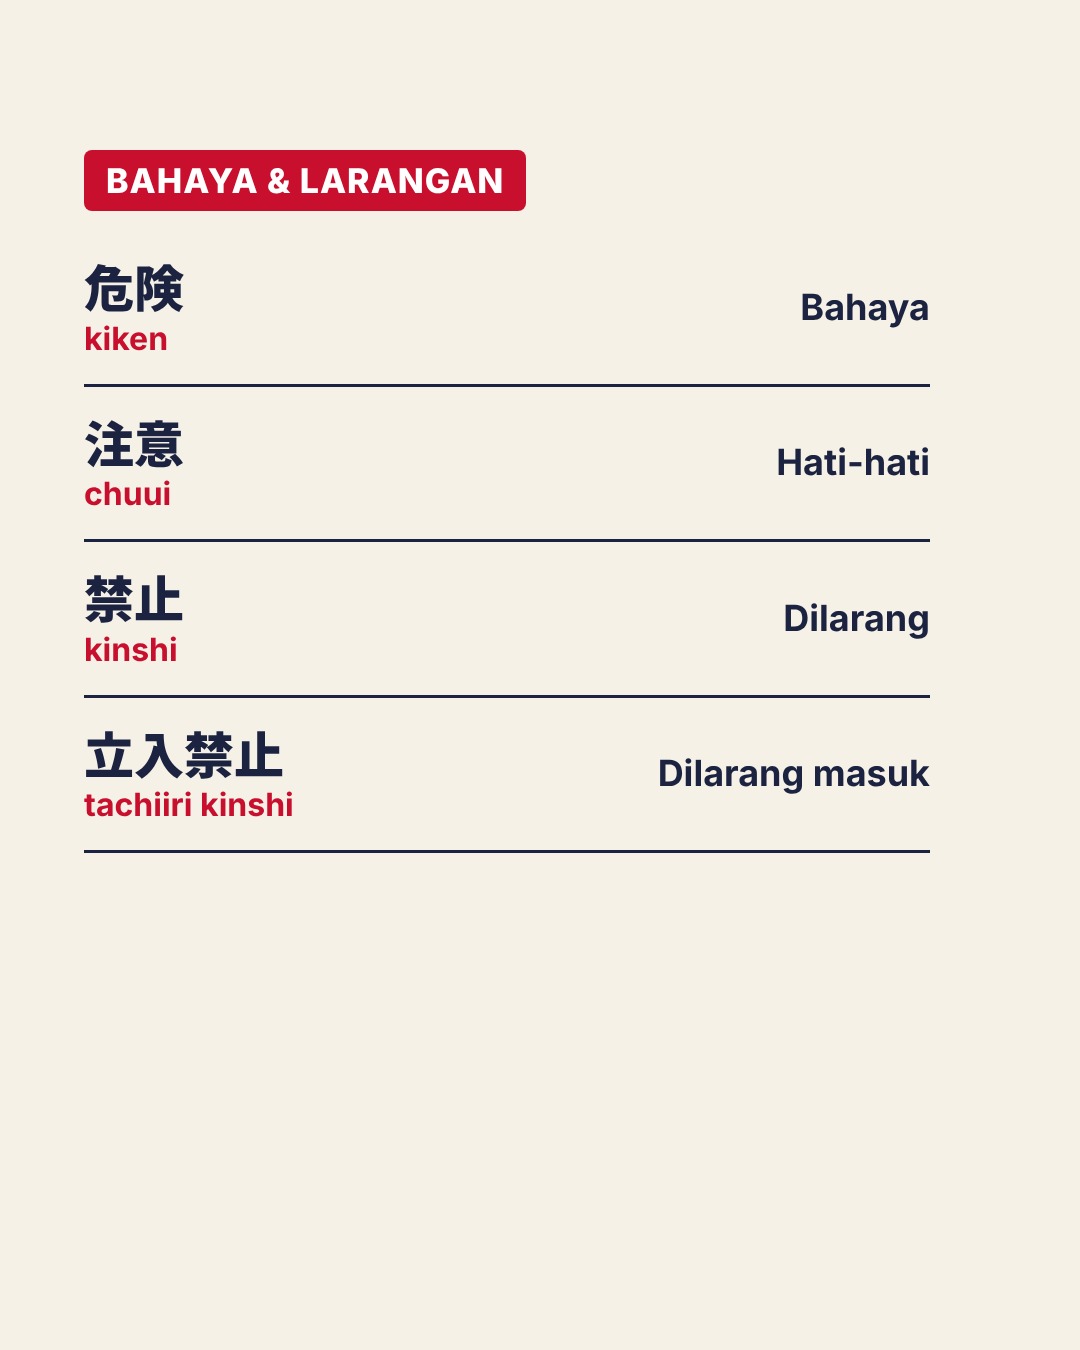 BAHAYA & LARANGAN
危険
kiken
Bahaya
注意
chuui
Hati-hati
禁止
kinshi
Dilarang
立入禁止
tachiiri kinshi
Dilarang masuk